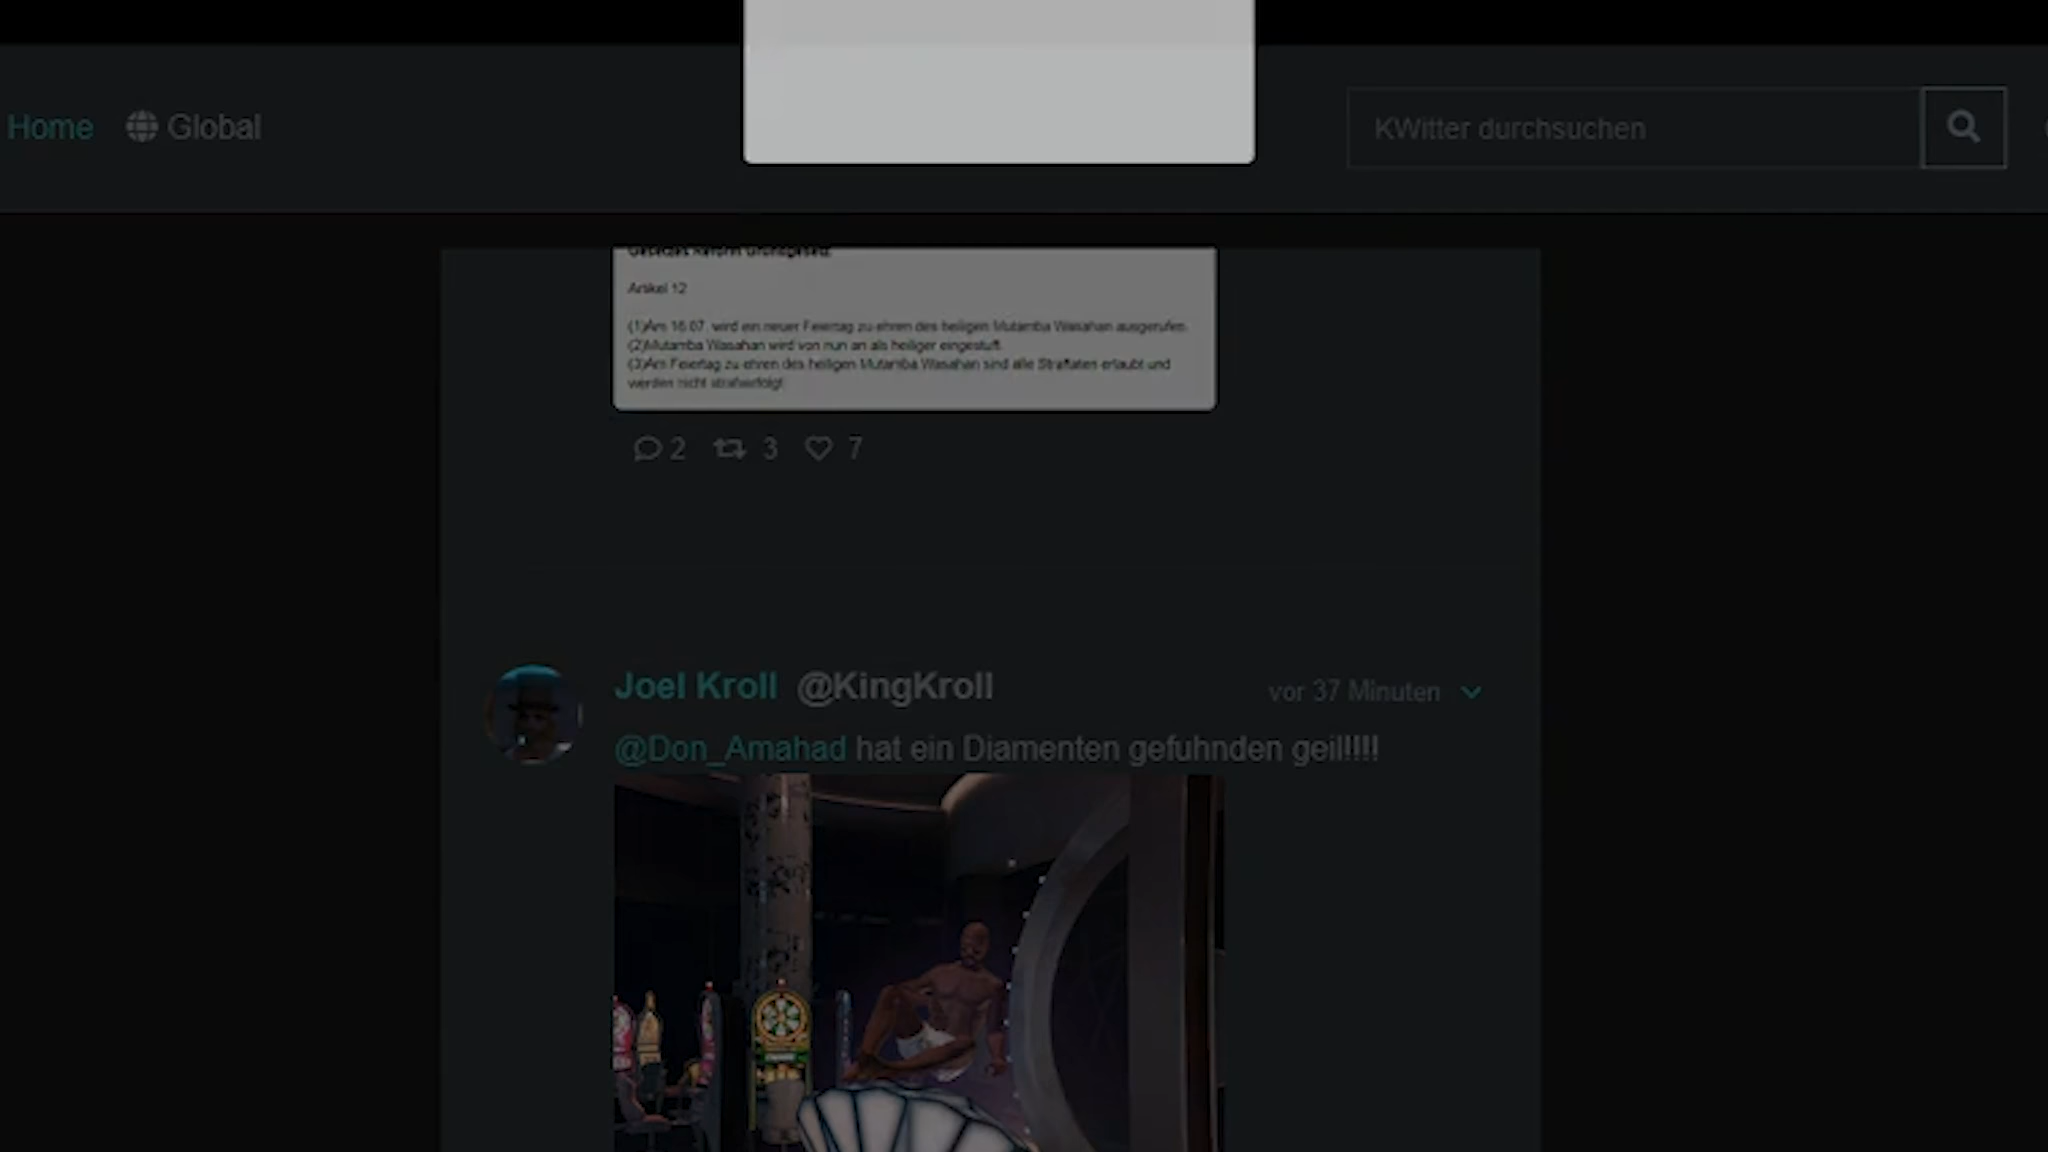 Home Global
KWitter durchsuchen
Artikel 12
(1)Am 16.07. wird ein neuer Feiertag zu ehren des heiligen Mutamba Wasahan ausgerufen.
(2)Mutamba Wasahan wird von nun an als heiliger eingestuft.
(3)Am Feiertag zu ehren des heiligen Mutamba Wasahan sind alle Straftaten erlaubt und
werden nicht strafverfolgt.
2 3 7
Joel Kroll @KingKroll vor 37 Minuten
@Don_Amahad hat ein Diamenten gefuhnden geil!!!!